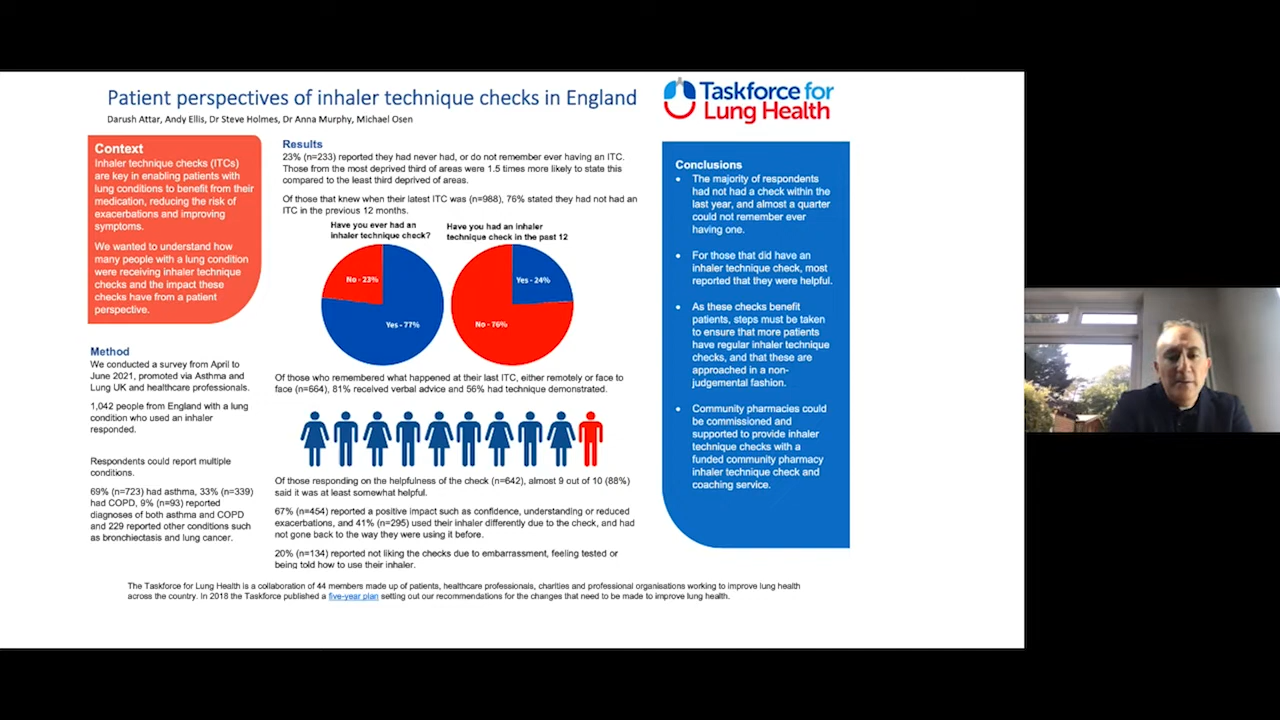 Patient perspectives of inhaler technique checks in England
Darush Attar, Andy Ellis, Dr Steve Holmes, Dr Anna Murphy, Michael Osen
Taskforce for
Lung Health
Context
Inhaler technique checks (ITCs)
are key in enabling patients with
lung conditions to benefit from their
medication, reducing the risk of
exacerbations and improving
symptoms.
We wanted to understand how
many people with a lung condition
were receiving inhaler technique
checks and the impact these
checks have from a patient
perspective.
Method
We conducted a survey from April to
June 2021, promoted via Asthma and
Lung UK and healthcare professionals.
1,042 people from England with a lung
condition who used an inhaler
responded.
Respondents could report multiple
conditions.
69% (n=723) had asthma, 33% (n=339)
had COPD, 9% (n=93) reported
diagnoses of both asthma and COPD
and 229 reported other conditions such
as bronchiectasis and lung cancer.
Results
23% (n=233) reported they had never had, or do not remember ever having an ITC.
Those from the most deprived third of areas were 1.5 times more likely to state this
compared to the least third deprived of areas.
Of those that knew when their latest ITC was (n=988), 76% stated they had not had an
ITC in the previous 12 months.
Have you ever had an
inhaler technique check?
No - 23%
Yes - 77%
Have you had an inhaler
technique check in the past 12
Yes - 24%
No - 76%
Of those who remembered what happened at their last ITC, either remotely or face to
face (n=664), 81% received verbal advice and 56% had technique demonstrated.
Of those responding on the helpfulness of the check (n=642), almost 9 out of 10 (88%)
said it was at least somewhat helpful.
67% (n=454) reported a positive impact such as confidence, understanding or reduced
exacerbations, and 41% (n=295) used their inhaler differently due to the check, and had
not gone back to the way they were using it before.
20% (n=134) reported not liking the checks due to embarrassment, feeling tested or
being told how to use their inhaler.
Conclusions
• The majority of respondents
had not had a check within the
last year, and almost a quarter
could not remember ever
having one.
• For those that did have an
inhaler technique check, most
reported that they were helpful.
• As these checks benefit
patients, steps must be taken
to ensure that more patients
have regular inhaler technique
checks, and that these are
approached in a non-
judgemental fashion.
• Community pharmacies could
be commissioned and
supported to provide inhaler
technique checks with a
funded community pharmacy
inhaler technique check and
coaching service.
The Taskforce for Lung Health is a collaboration of 44 members made up of patients, healthcare professionals, charities and professional organisations working to improve lung health
across the country. In 2018 the Taskforce published a five-year plan setting out our recommendations for the changes that need to be made to improve lung health.